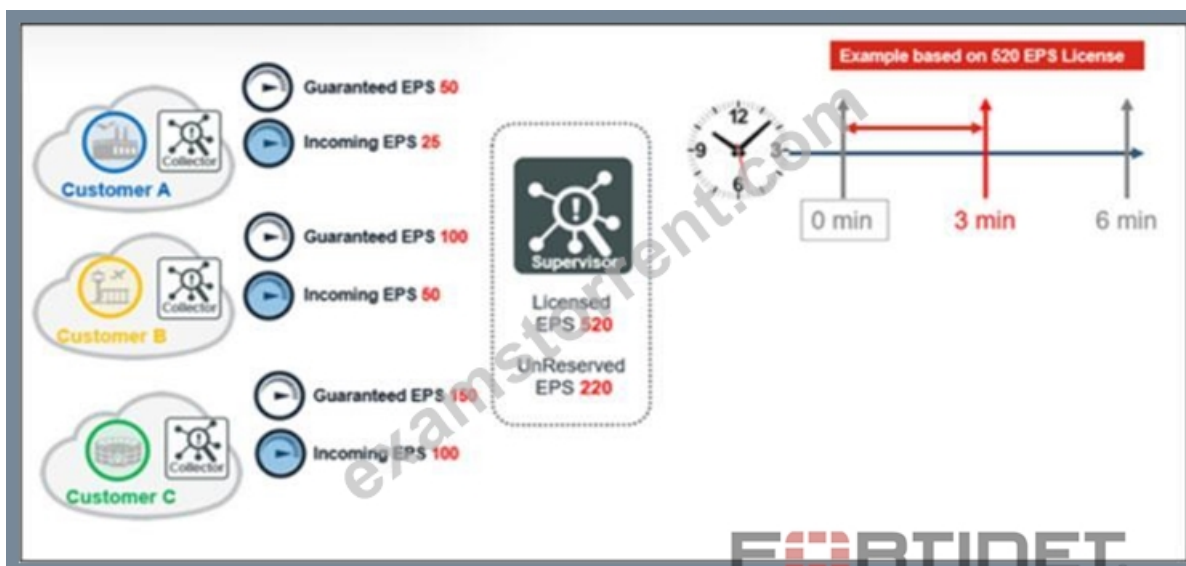 Guaranteed EPS 50
Incoming EPS 25
Collector
Customer A
Guaranteed EPS 100
Incoming EPS 50
Collector
Customer B
Guaranteed EPS 150
Incoming EPS 100
Collector
Customer C
Supervisor
Licensed
EPS 520
UnReserved
EPS 220
Example based on 520 EPS License
12
9
3
6
0 min
3 min
6 min
examstorrent.com
FORTINET